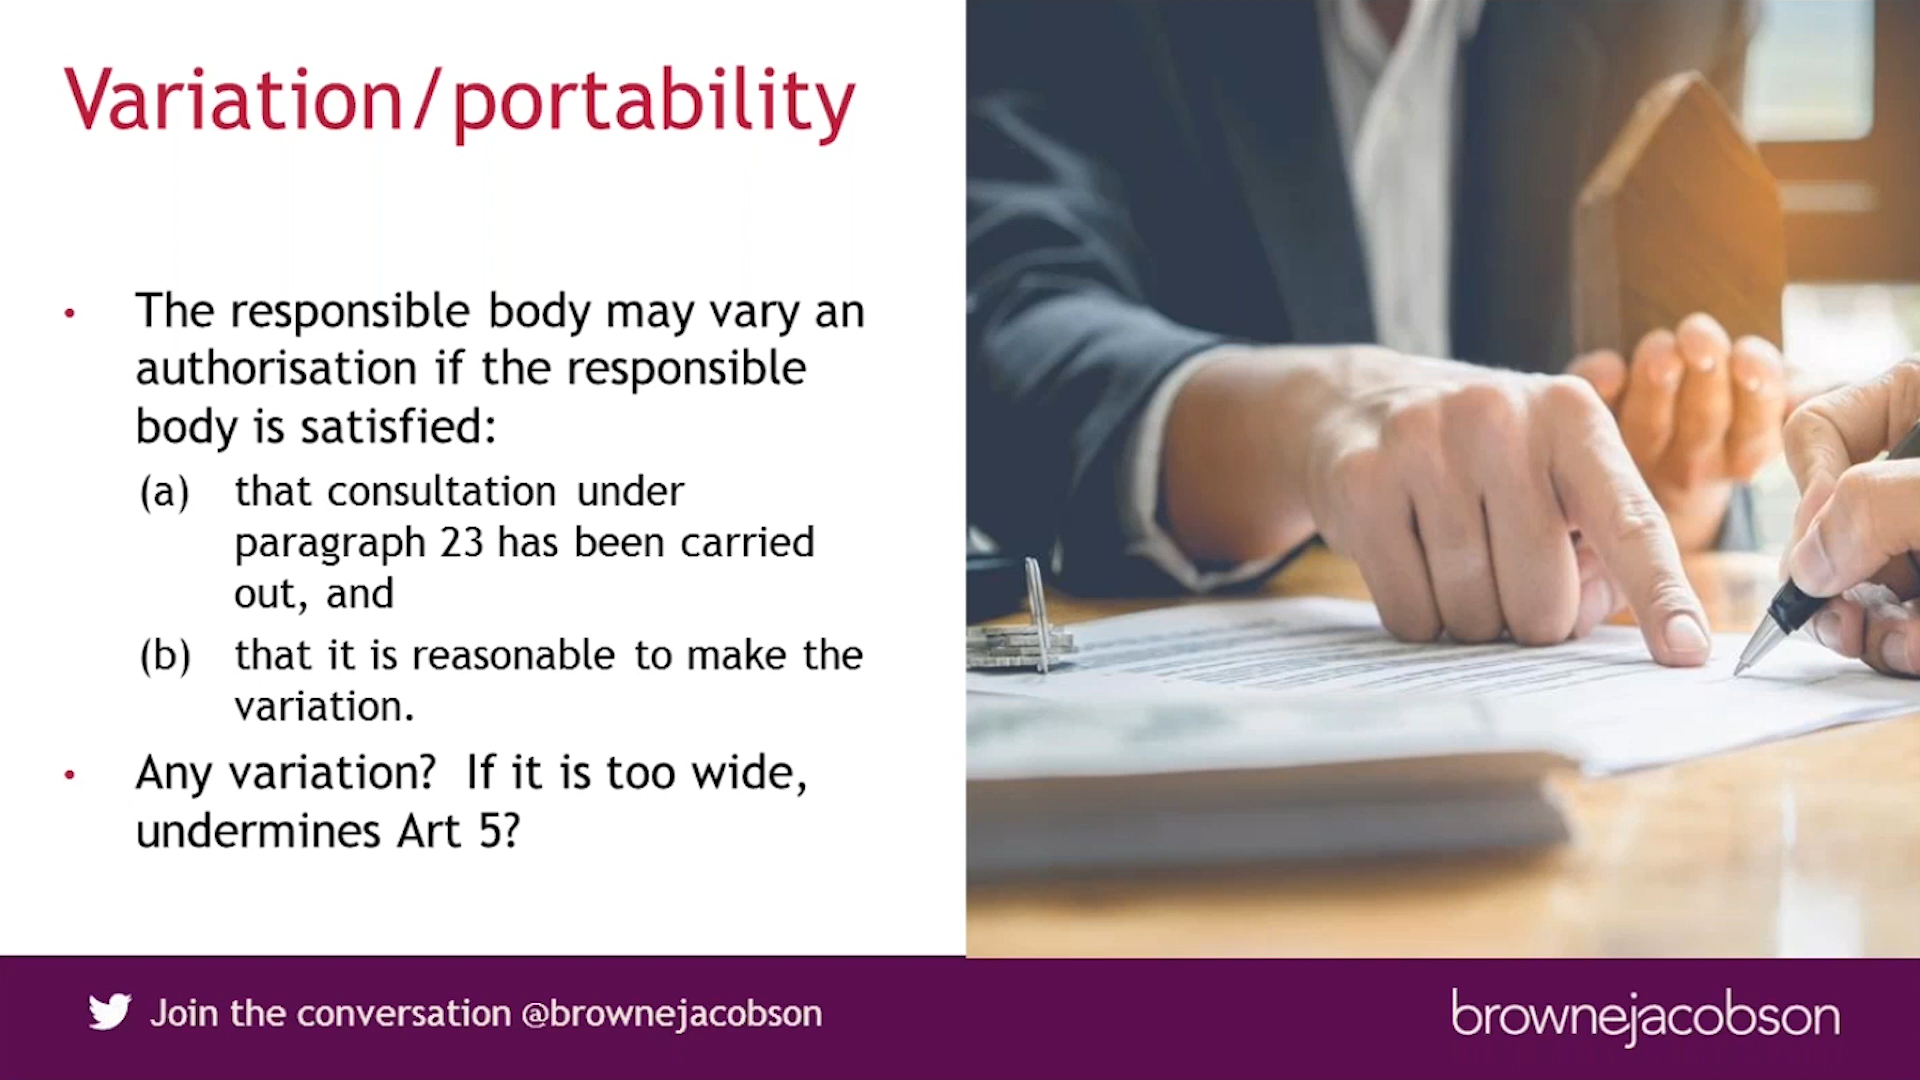 Variation/portability
• The responsible body may vary an
authorisation if the responsible
body is satisfied:
(a) that consultation under
paragraph 23 has been carried
out, and
(b) that it is reasonable to make the
variation.
• Any variation? If it is too wide,
undermines Art 5?
Join the conversation @brownejacobson
brownejacobson